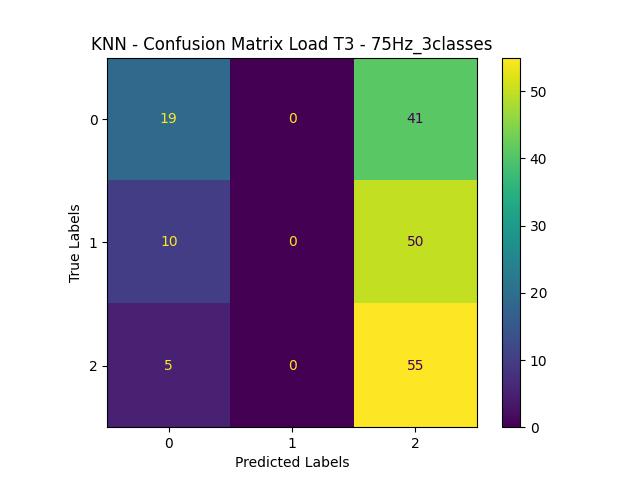 KNN - Confusion Matrix Load T3 - 75Hz_3classes
0 19 0 41
1 10 0 50
2 5 0 55
0 1 2
Predicted Labels
True Labels
50
40
30
20
10
0